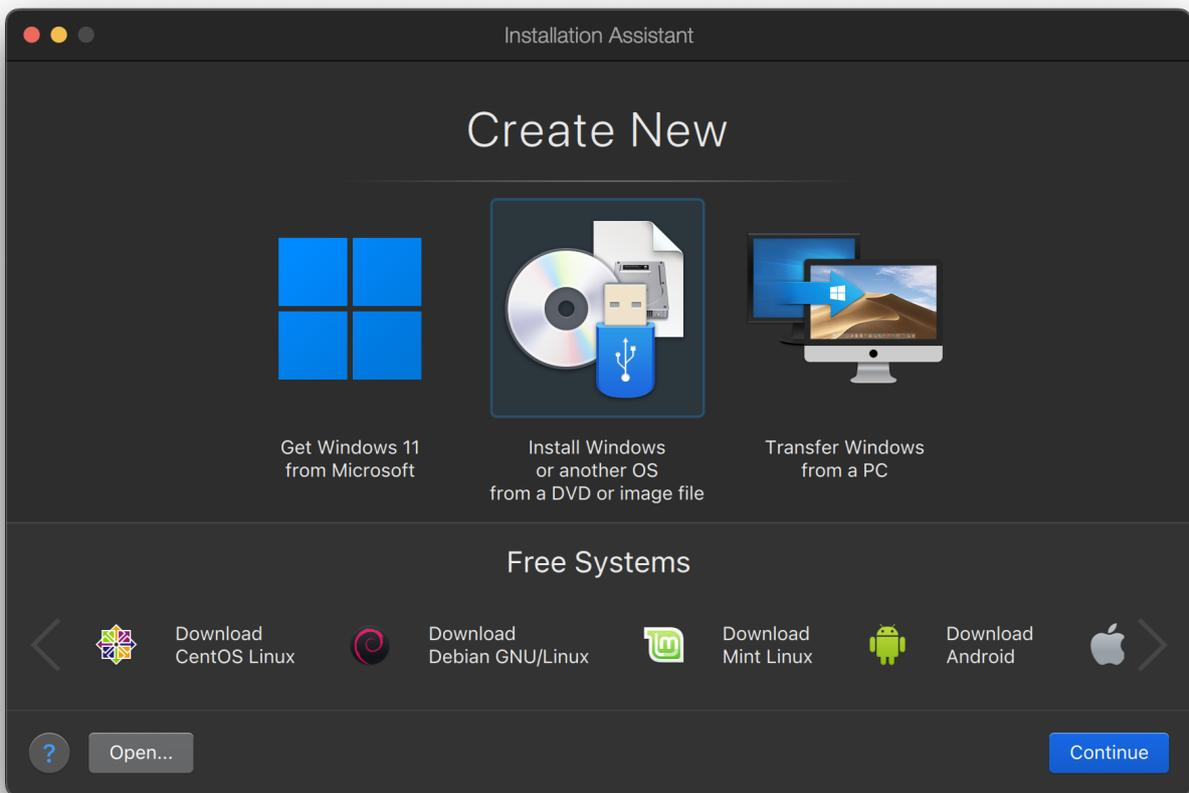 Installation Assistant
Create New
Get Windows 11
from Microsoft
Install Windows
or another OS
from a DVD or image file
Transfer Windows
from a PC
Free Systems
Download
CentOS Linux
Download
Debian GNU/Linux
Download
Mint Linux
Download
Android
?
Open...
Continue